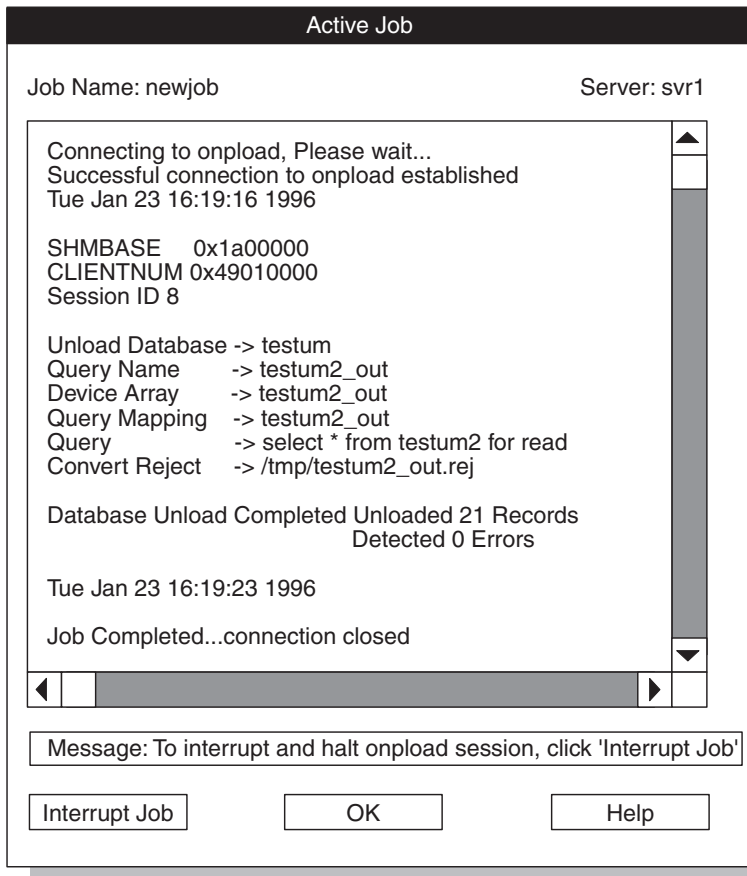 Active Job
Job Name: newjob Server: svr1
Connecting to onpload, Please wait...
Successful connection to onpload established
Tue Jan 23 16:19:16 1996
SHMBASE 0x1a00000
CLIENTNUM 0x49010000
Session ID 8
Unload Database -> testum
Query Name -> testum2_out
Device Array -> testum2_out
Query Mapping -> testum2_out
Query -> select * from testum2 for read
Convert Reject -> /tmp/testum2_out.rej
Database Unload Completed Unloaded 21 Records
Detected 0 Errors
Tue Jan 23 16:19:23 1996
Job Completed...connection closed
Message: To interrupt and halt onpload session, click 'Interrupt Job'
Interrupt Job OK Help